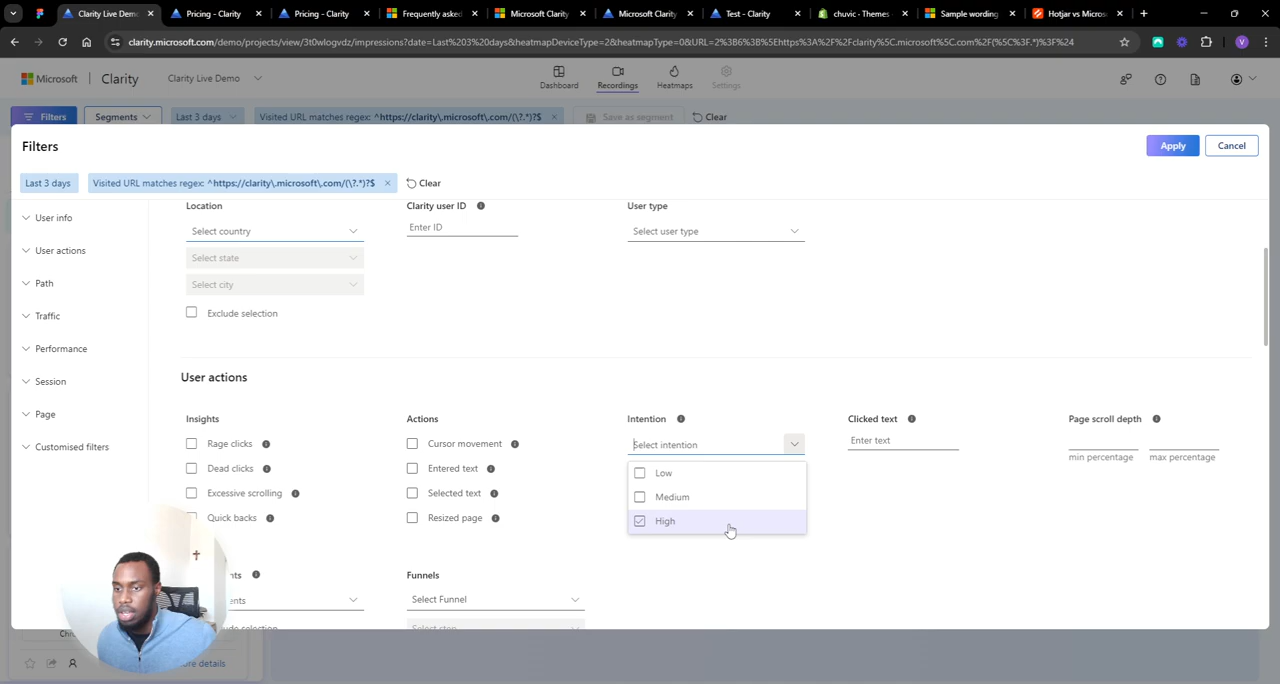 Clarity Live Demo
Pricing - Clarity
Pricing - Clarity
Frequently asked
Microsoft Clarity
Microsoft Clarity
Test - Clarity
chuvic - Themes
Sample wording
Hotjar vs Micros
clarity.microsoft.com/demo/projects/view/3t0wlogvdz/impressions?date=Last%203%20days&heatmapDeviceType=2&heatmapType=0&URL=2%3B6%3B%5Ehttps%3A%2F%2Fclarity%5C.microsoft%5C.com%2F(%5C%3F.*)%3F%24
V
Microsoft
Clarity
Clarity Live Demo
Dashboard
Recordings
Heatmaps
Settings
Filters
Segments
Last 3 days
Visited URL matches regex: ^https://clarity\.microsoft\.com/(\?.*)?$
Save as segment
Clear
Filters
Apply
Cancel
Last 3 days
Visited URL matches regex: ^https://clarity\.microsoft\.com/(\?.*)?$
Clear
User info
User actions
Path
Traffic
Performance
Session
Page
Customised filters
Location
Clarity user ID
User type
Select country
Enter ID
Select user type
Select state
Select city
Exclude selection
User actions
Insights
Actions
Intention
Clicked text
Page scroll depth
Rage clicks
Cursor movement
Select intention
Enter text
min percentage
max percentage
Dead clicks
Entered text
Low
Excessive scrolling
Selected text
Medium
Quick backs
Resized page
High
Funnels
Select Funnel
Select step